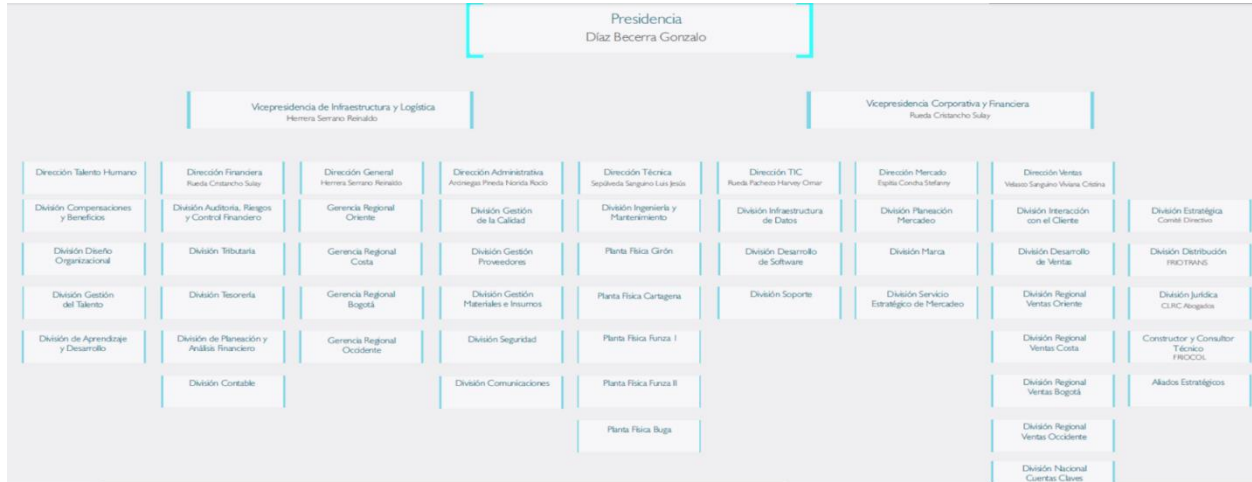 Presidencia
Díaz Becerra Gonzalo
Vicepresidencia de Infraestructura y Logística
Herrera Serrano Reinaldo
Vicepresidencia Corporativa y Financiera
Rueda Cristancho Sulay
Dirección Talento Humano
División Compensaciones
y Beneficios
División Diseño
Organizacional
División Gestión
del Talento
División de Aprendizaje
y Desarrollo
Dirección Financiera
Rueda Cristancho Sulay
División Auditoria, Riesgos
y Control Financiero
División Tributaria
División Tesorería
División de Planeación y
Análisis Financiero
División Contable
Dirección General
Herrera Serrano Reinaldo
Gerencia Regional
Oriente
Gerencia Regional
Costa
Gerencia Regional
Bogotá
Gerencia Regional
Occidente
Dirección Administrativa
Arciniegas Pineda Norida Rocío
División Gestión
de la Calidad
División Gestión
Proveedores
División Gestión
Materiales e Insumos
División Seguridad
División Comunicaciones
Dirección Técnica
Sepúlveda Sanguino Luis Jesús
División Ingeniería y
Mantenimiento
Planta Física Girón
Planta Física Cartagena
Planta Física Funza I
Planta Física Funza II
Planta Física Buga
Dirección TIC
Rueda Pacheco Harvey Omar
División Infraestructura
de Datos
División Desarrollo
de Software
División Soporte
Dirección Mercado
Espitia Concha Stefanny
División Planeación
Mercadeo
División Marca
División Servicio
Estratégico de Mercadeo
Dirección Ventas
Velasco Sanguino Viviana Cristina
División Interacción
con el Cliente
División Desarrollo
de Ventas
División Regional
Ventas Oriente
División Regional
Ventas Costa
División Regional
Ventas Bogotá
División Regional
Ventas Occidente
División Nacional
Cuentas Claves
División Estratégica
Comité Directivo
División Distribución
FRIOTRANS
División Jurídica
CLRC Abogados
Constructor y Consultor
Técnico
FRIOCOL
Aliados Estratégicos